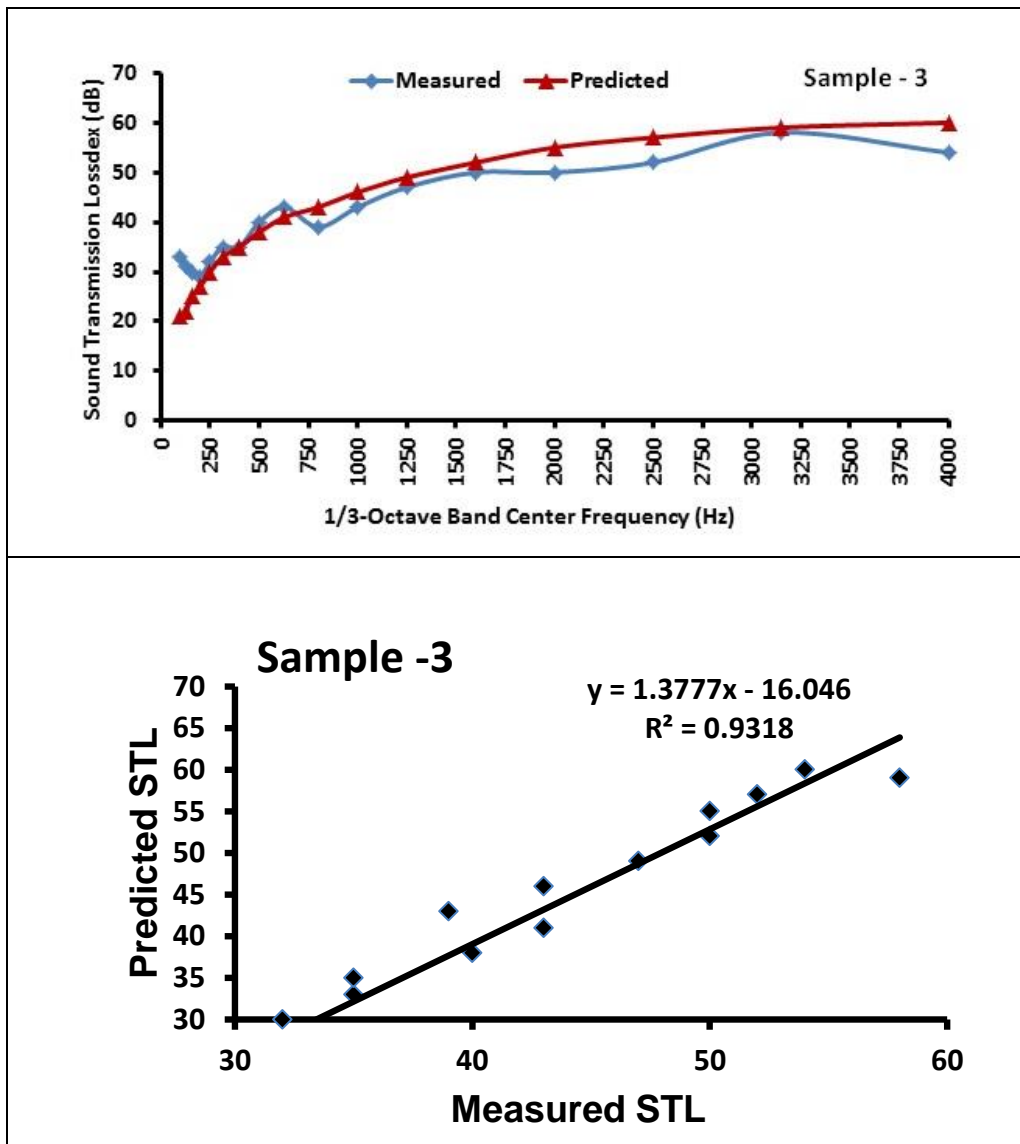 Measured Predicted Sample - 3
Sound Transmission Lossdex (dB)
70
60
50
40
30
20
10
0
0 250 500 750 1000 1250 1500 1750 2000 2250 2500 2750 3000 3250 3500 3750 4000
1/3-Octave Band Center Frequency (Hz)
Sample -3
y = 1.3777x - 16.046
R² = 0.9318
Predicted STL
70
65
60
55
50
45
40
35
30
30 40 50 60
Measured STL